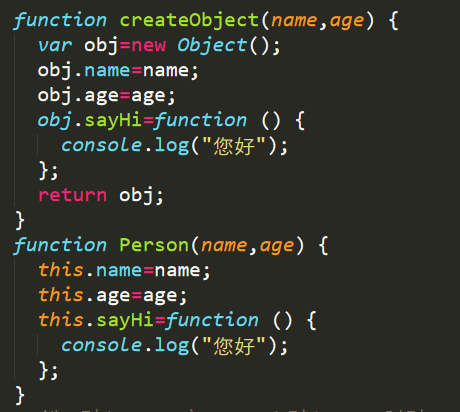 function createObject(name,age) {
  var obj=new Object();
  obj.name=name;
  obj.age=age;
  obj.sayHi=function () {
    console.log("您好");
  };
  return obj;
}
function Person(name,age) {
  this.name=name;
  this.age=age;
  this.sayHi=function () {
    console.log("您好");
  };
}